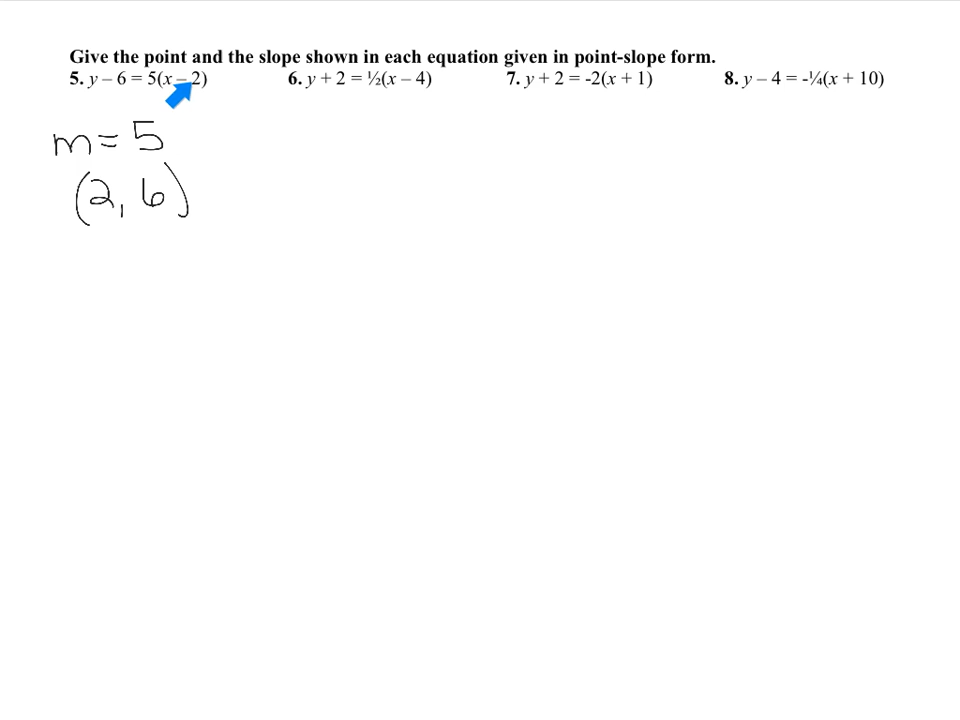 Give the point and the slope shown in each equation given in point-slope form.
5. y – 6 = 5(x – 2) 6. y + 2 = ½(x – 4) 7. y + 2 = -2(x + 1) 8. y – 4 = -¼(x + 10)
m = 5
(2, 6)